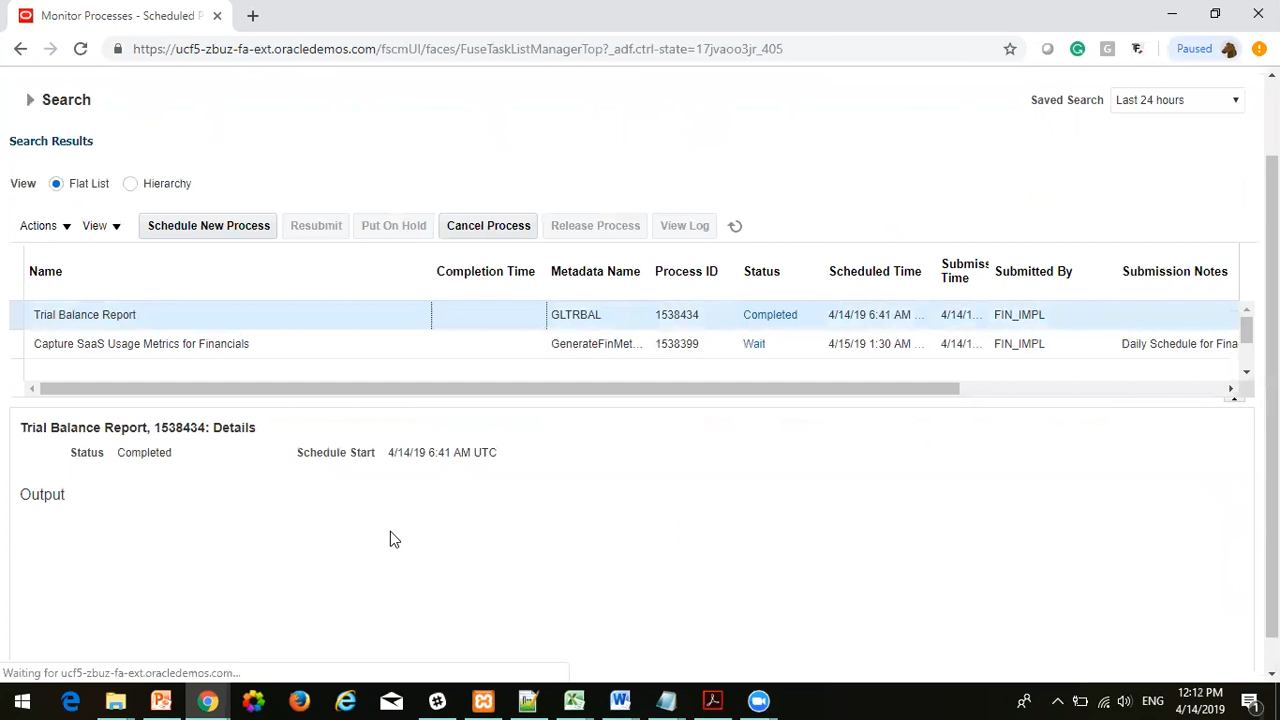 Monitor Processes - Scheduled P
https://ucf5-zbuz-fa-ext.oracledemos.com/fscmUI/faces/FuseTaskListManagerTop?_adf.ctrl-state=17jvaoo3jr_405
Paused
Search
Saved Search Last 24 hours
Search Results
View Flat List Hierarchy
Actions View Schedule New Process Resubmit Put On Hold Cancel Process Release Process View Log
Name Completion Time Metadata Name Process ID Status Scheduled Time Submiss Time Submitted By Submission Notes
Trial Balance Report GLTRBAL 1538434 Completed 4/14/19 6:41 AM ... 4/14/1... FIN_IMPL
Capture SaaS Usage Metrics for Financials GenerateFinMet... 1538399 Wait 4/15/19 1:30 AM ... 4/14/1... FIN_IMPL Daily Schedule for Fina
Trial Balance Report, 1538434: Details
Status Completed Schedule Start 4/14/19 6:41 AM UTC
Output
Waiting for ucf5-zbuz-fa-ext.oracledemos.com...
ENG
12:12 PM
4/14/2019